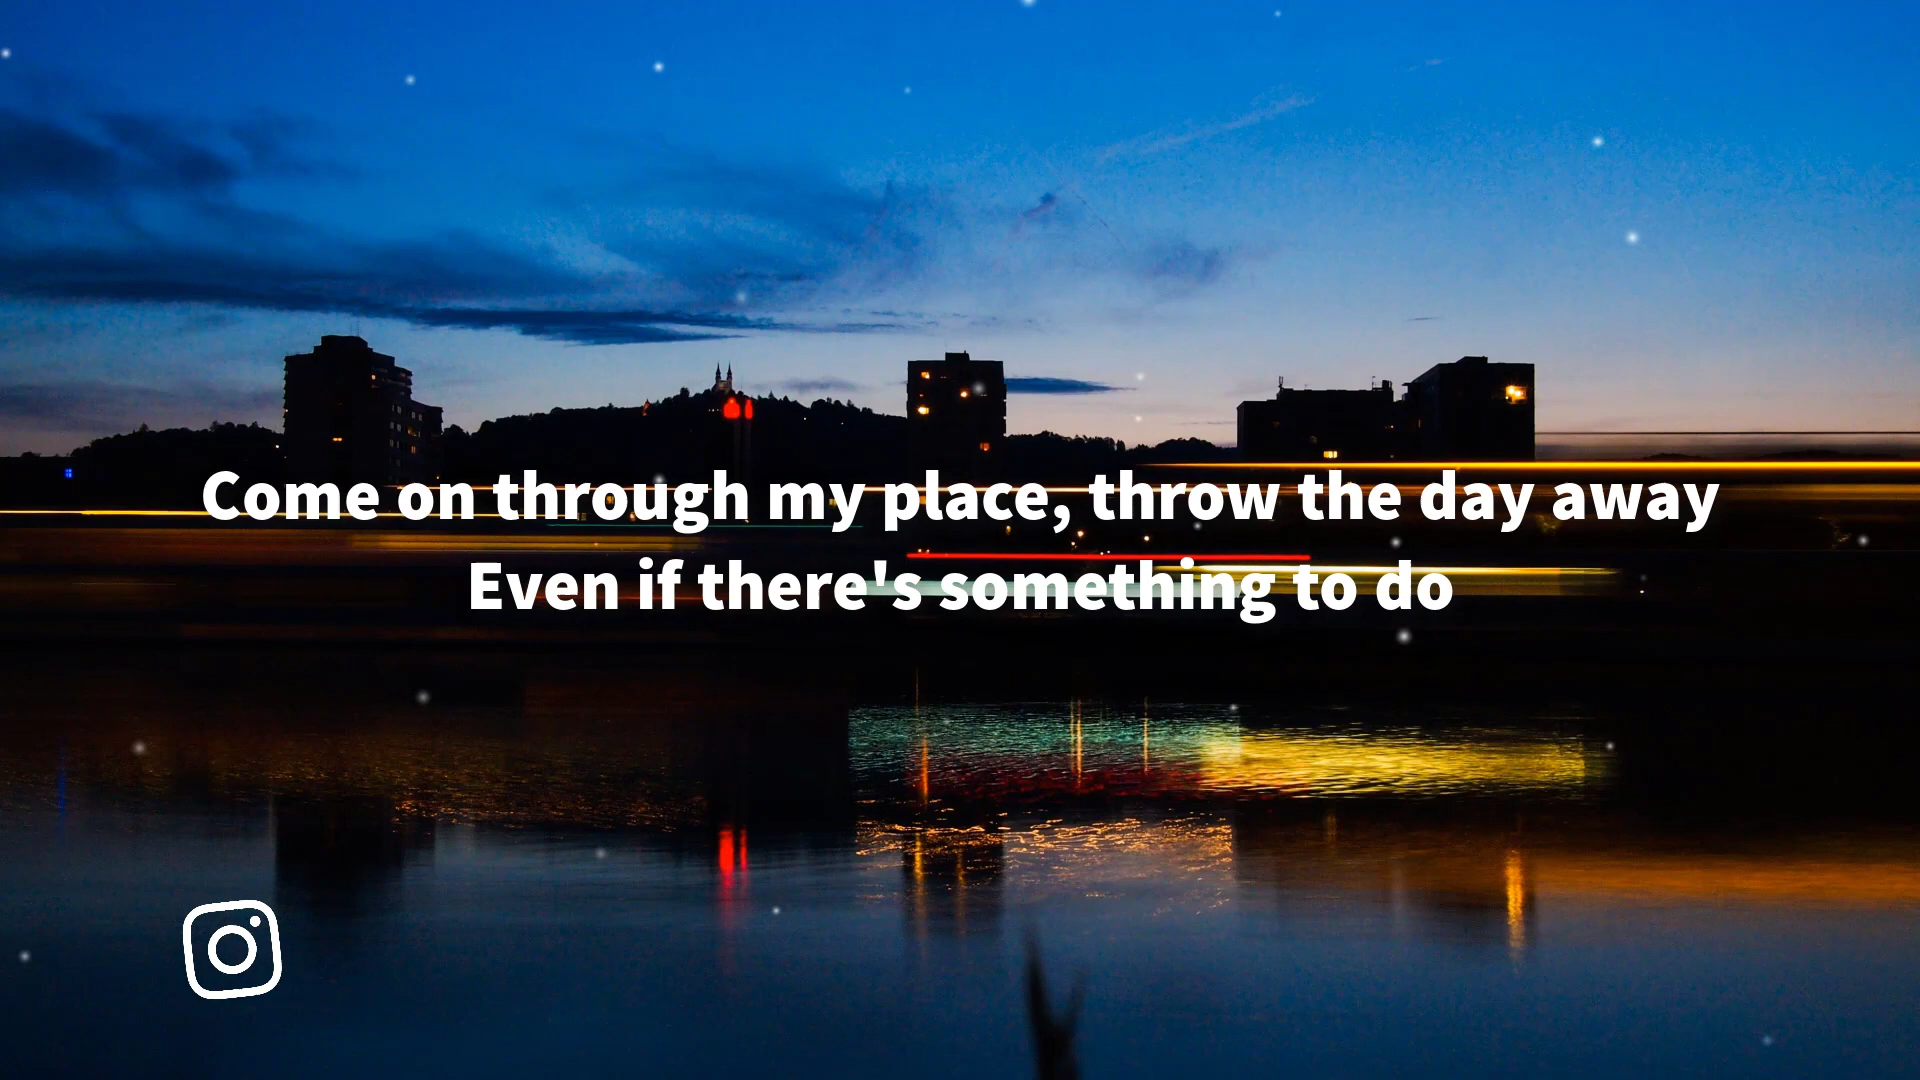 Come on through my place, throw the day away
Even if there's something to do